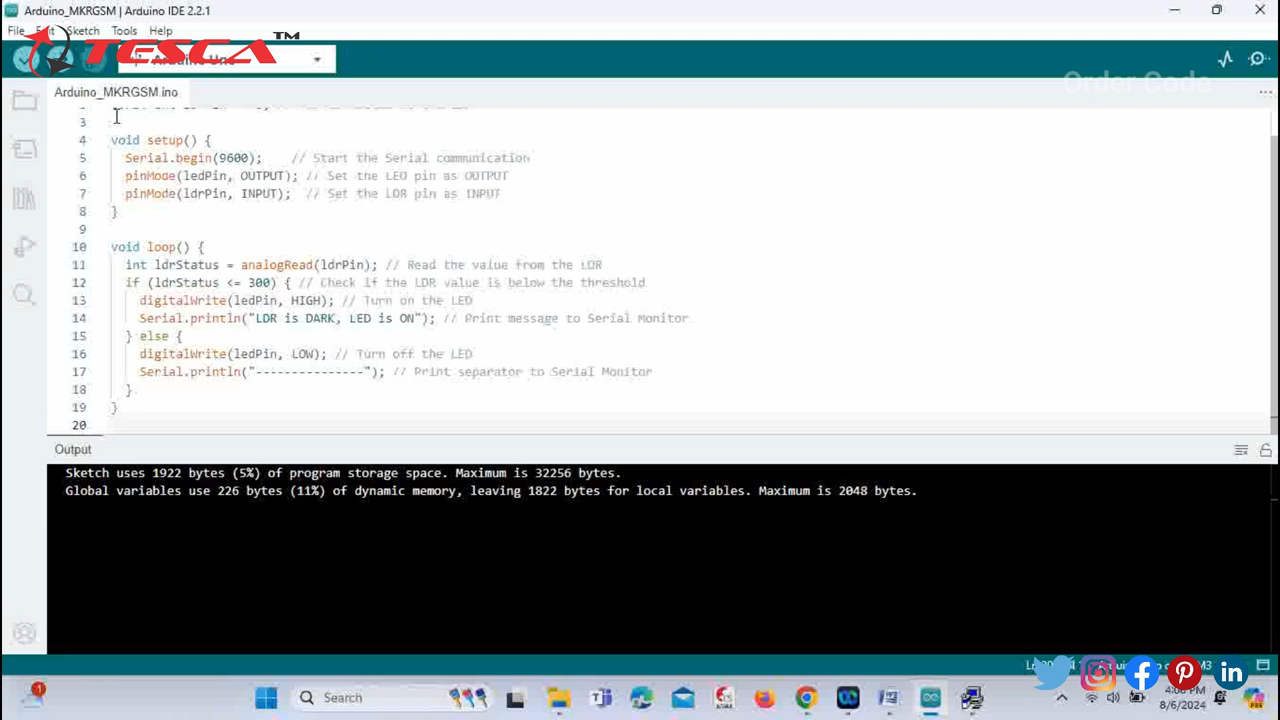 Arduino_MKRGSM | Arduino IDE 2.2.1
File Edit Sketch Tools Help
TESCA™
Arduino Uno
Order Code
Arduino_MKRGSM.ino
3
4 void setup() {
5 Serial.begin(9600); // Start the Serial communication
6 pinMode(ledPin, OUTPUT); // Set the LED pin as OUTPUT
7 pinMode(ldrPin, INPUT); // Set the LDR pin as INPUT
8 }
9
10 void loop() {
11 int ldrStatus = analogRead(ldrPin); // Read the value from the LDR
12 if (ldrStatus <= 300) { // Check if the LDR value is below the threshold
13 digitalWrite(ledPin, HIGH); // Turn on the LED
14 Serial.println("LDR is DARK, LED is ON"); // Print message to Serial Monitor
15 } else {
16 digitalWrite(ledPin, LOW); // Turn off the LED
17 Serial.println("---------------"); // Print separator to Serial Monitor
18 }
19 }
20
Output
Sketch uses 1922 bytes (5%) of program storage space. Maximum is 32256 bytes.
Global variables use 226 bytes (11%) of dynamic memory, leaving 1822 bytes for local variables. Maximum is 2048 bytes.
1
Search
4:06 PM
8/6/2024